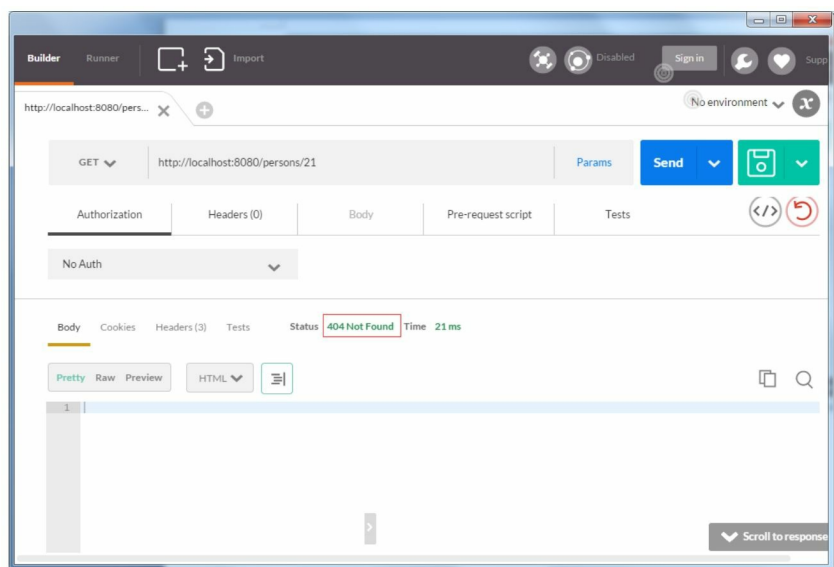 Builder Runner Import Disabled Sign in Supp
http://localhost:8080/pers... No environment
GET http://localhost:8080/persons/21 Params Send
Authorization Headers (0) Body Pre-request script Tests
No Auth
Body Cookies Headers (3) Tests Status 404 Not Found Time 21 ms
Pretty Raw Preview HTML
1
Scroll to response